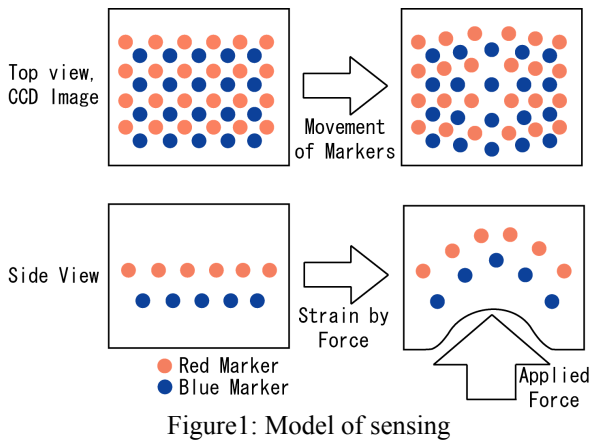 Top view,
CCD Image
Movement
of Markers
Side View
Strain by
Force
Red Marker
Blue Marker
Applied
Force
Figure1: Model of sensing